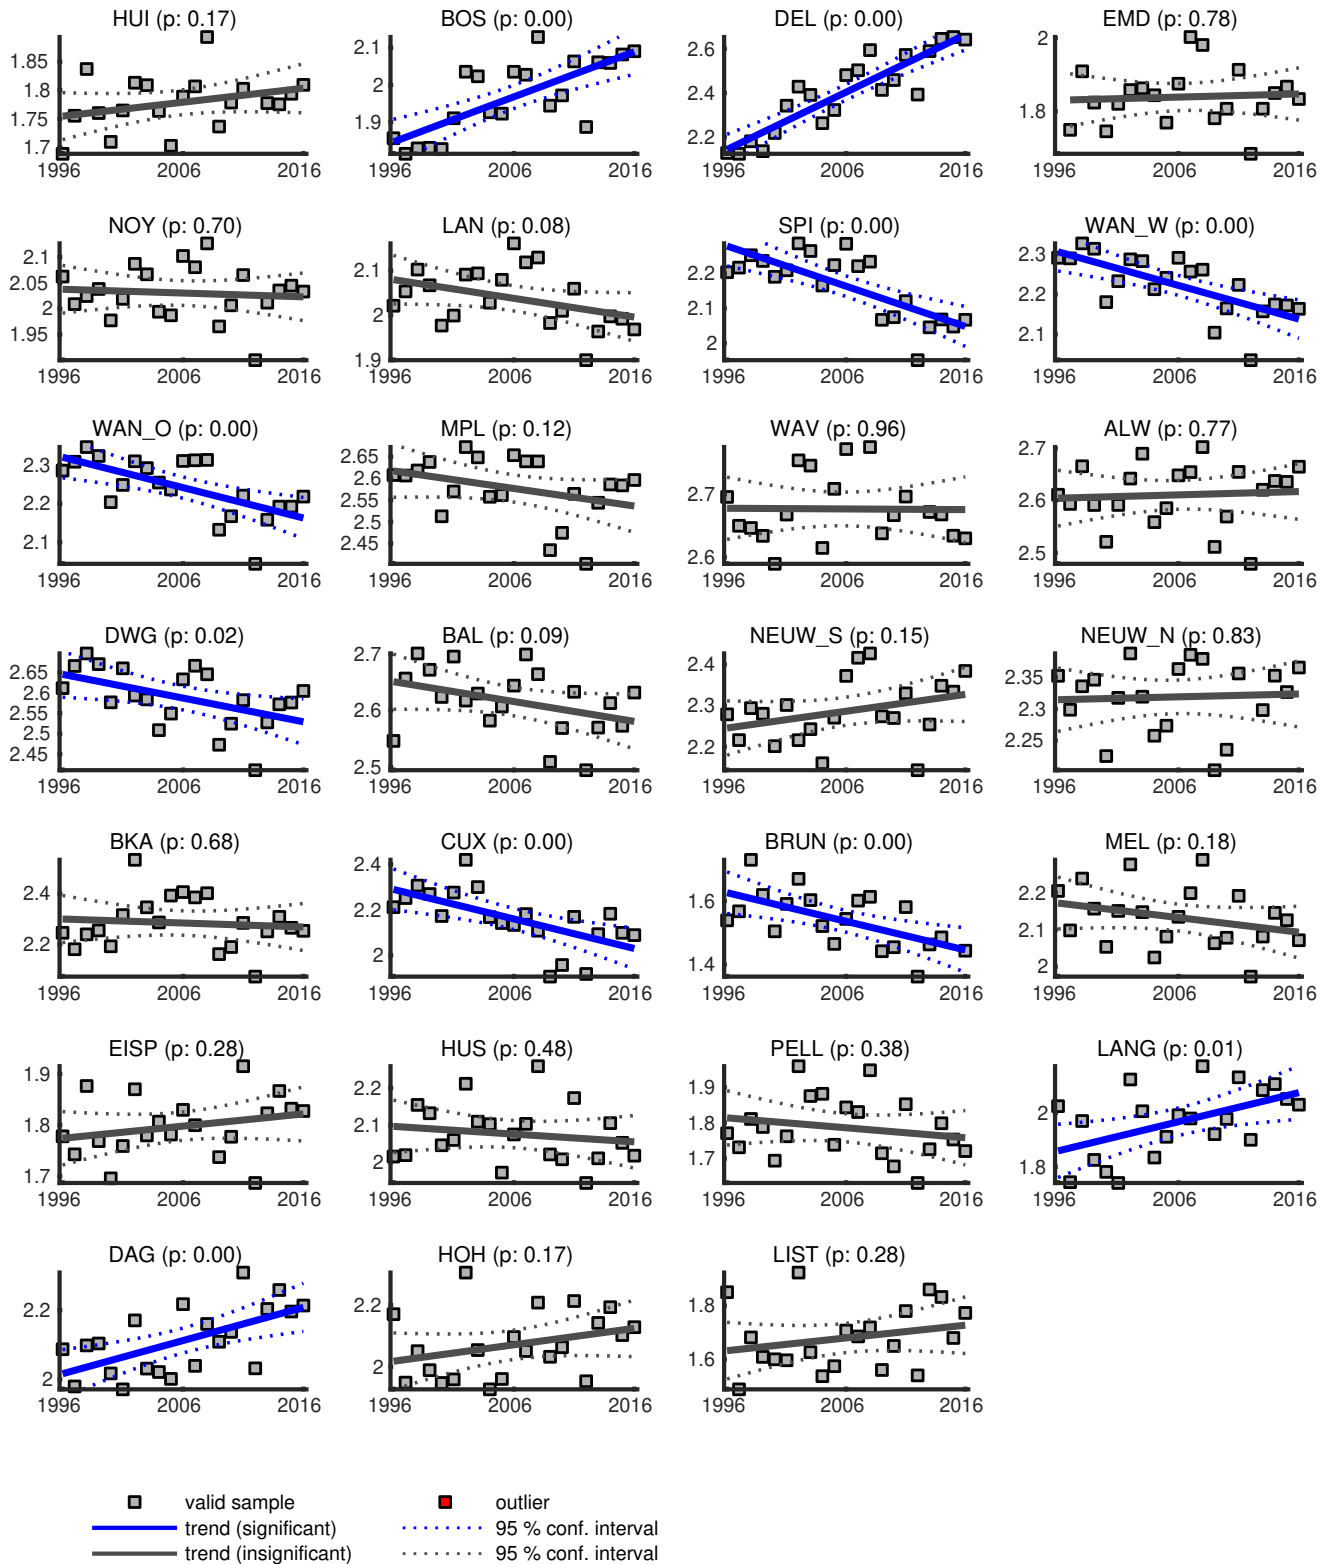 HUI (p: 0.17) BOS (p: 0.00) DEL (p: 0.00) EMD (p: 0.78)
1.85 1.8 1.75 1.7 2.1 2 1.9 2.6 2.4 2.2 2 1.8
1996 2006 2016 1996 2006 2016 1996 2006 2016 1996 2006 2016
NOY (p: 0.70) LAN (p: 0.08) SPI (p: 0.00) WAN_W (p: 0.00)
2.1 2.05 2 1.95 2.1 2 1.9 2.2 2.1 2 2.3 2.2 2.1
1996 2006 2016 1996 2006 2016 1996 2006 2016 1996 2006 2016
WAN_O (p: 0.00) MPL (p: 0.12) WAV (p: 0.96) ALW (p: 0.77)
2.3 2.2 2.1 2.65 2.6 2.55 2.5 2.45 2.7 2.6 2.7 2.6 2.5
1996 2006 2016 1996 2006 2016 1996 2006 2016 1996 2006 2016
DWG (p: 0.02) BAL (p: 0.09) NEUW_S (p: 0.15) NEUW_N (p: 0.83)
2.65 2.6 2.55 2.5 2.45 2.7 2.6 2.5 2.4 2.3 2.2 2.35 2.3 2.25
1996 2006 2016 1996 2006 2016 1996 2006 2016 1996 2006 2016
BKA (p: 0.68) CUX (p: 0.00) BRUN (p: 0.00) MEL (p: 0.18)
2.4 2.2 2.4 2.2 2 1.6 1.4 2.2 2.1 2
1996 2006 2016 1996 2006 2016 1996 2006 2016 1996 2006 2016
EISP (p: 0.28) HUS (p: 0.48) PELL (p: 0.38) LANG (p: 0.01)
1.9 1.8 1.7 2.2 2.1 2 1.9 1.8 1.7 2 1.8
1996 2006 2016 1996 2006 2016 1996 2006 2016 1996 2006 2016
DAG (p: 0.00) HOH (p: 0.17) LIST (p: 0.28)
2.2 2 2.2 2 1.8 1.6
1996 2006 2016 1996 2006 2016 1996 2006 2016
valid sample outlier
trend (significant) 95 % conf. interval
trend (insignificant) 95 % conf. interval